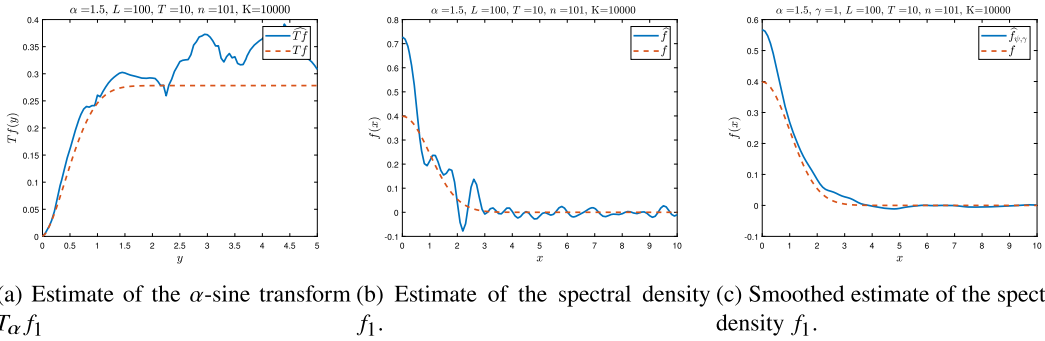 α =1.5, L =100, T =10, n =101, K=10000
0.4
0.35
0.3
0.25
0.2
0.15
0.1
0.05
0
Tf(y)
0 0.5 1 1.5 2 2.5 3 3.5 4 4.5 5
y
T̂f
Tf
α =1.5, L =100, T =10, n =101, K=10000
0.8
0.7
0.6
0.5
0.4
0.3
0.2
0.1
0
-0.1
f(x)
0 1 2 3 4 5 6 7 8 9 10
x
f̂
f
α =1.5, γ =1, L =100, T =10, n =101, K=10000
0.6
0.5
0.4
0.3
0.2
0.1
0
-0.1
f(x)
0 1 2 3 4 5 6 7 8 9 10
x
f̂ψ,γ
f
(a) Estimate of the α-sine transform
Tαf1
(b) Estimate of the spectral density
f1.
(c) Smoothed estimate of the spect
density f1.